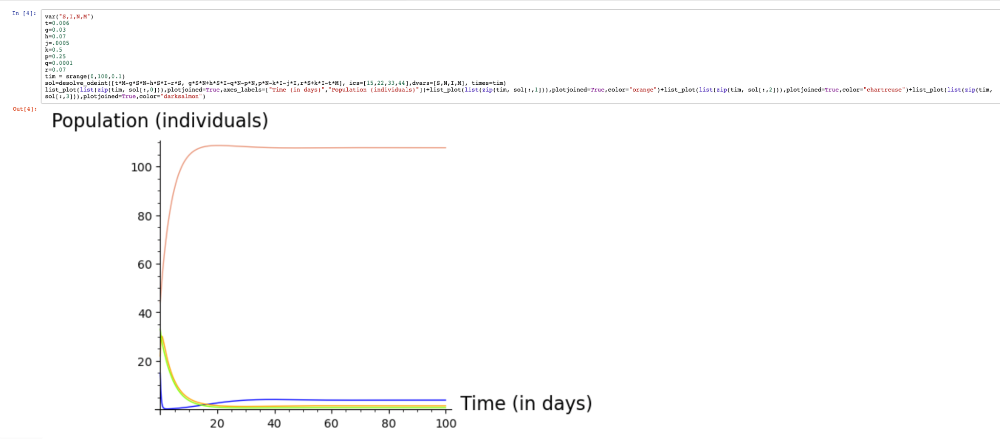 In [4]:
var("S,I,N,M")
t=0.006
g=0.03
h=0.07
j=.0005
k=0.5
p=0.25
q=0.0001
r=0.07
tim = srange(0,100,0.1)
sol=desolve_odeint([t*M-g*S*N-h*S*I-r*S, g*S*N+h*S*I-q*N-p*N,p*N-k*I-j*I,r*S+k*I-t*M], ics=[15,22,33,44],dvars=[S,N,I,M], times=tim)
list_plot(list(zip(tim, sol[:,0])),plotjoined=True,axes_labels=["Time (in days)","Population (individuals)"])+list_plot(list(zip(tim, sol[:,1])),plotjoined=True,color="orange")+list_plot(list(zip(tim, sol[:,2])),plotjoined=True,color="chartreuse")+list_plot(list(zip(tim,
sol[:,3])),plotjoined=True,color="darksalmon")
Out[4]:
Population (individuals)
100
80
60
40
20
Time (in days)
20 40 60 80 100